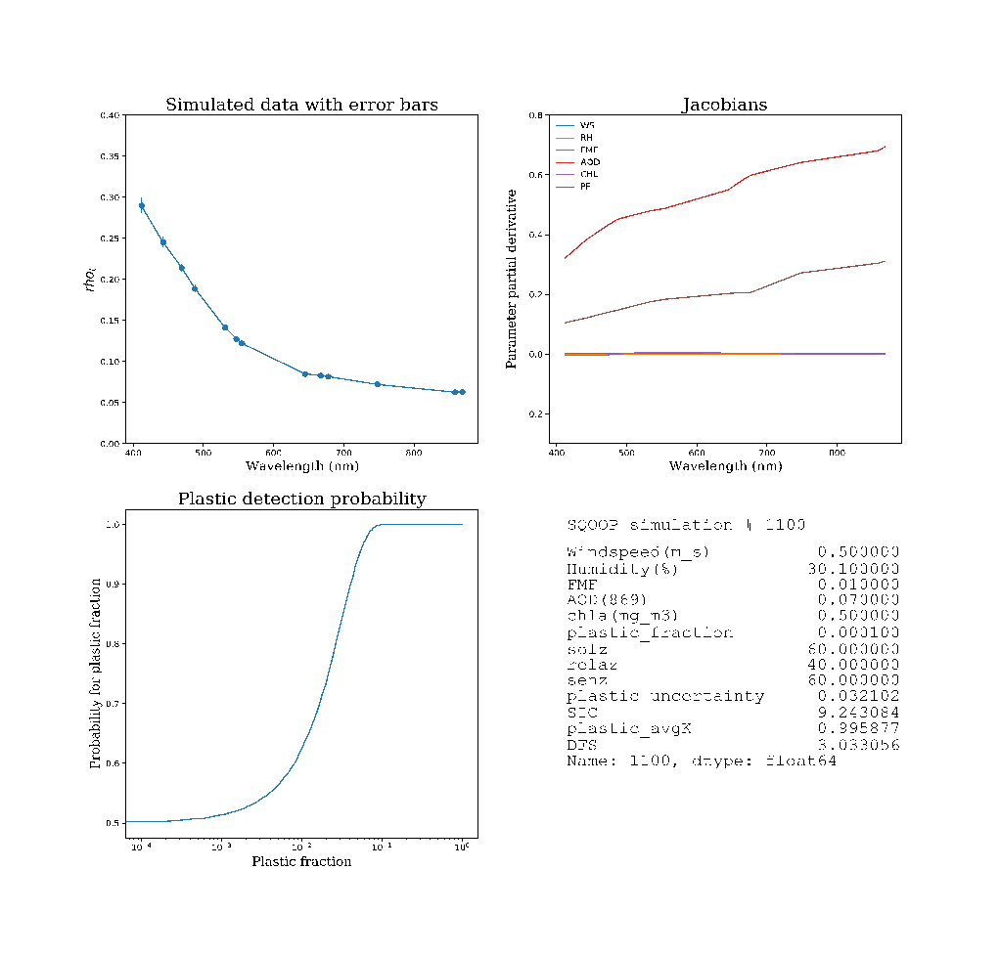 Simulated data with error bars
0.40
0.35
0.30
0.25
0.20
0.15
0.10
0.05
0.00
rho_t
400 500 600 700 800
Wavelength (nm)
Jacobians
WS
RH
FMF
AOD
CHL
PF
0.8
0.6
0.4
0.2
0.0
0.2
Parameter partial derivative
400 500 600 700 800
Wavelength (nm)
Plastic detection probability
1.0
0.9
0.8
0.7
0.6
0.5
Probability for plastic fraction
10⁻⁴ 10⁻³ 10⁻² 10⁻¹ 10⁰
Plastic fraction
SQOOP simulation # 1100
Windspeed(m_s) 0.500000
Humidity(%) 30.100000
FMF 0.010000
AOD(869) 0.070000
chla(mg_m3) 0.500000
plastic_fraction 0.000100
solz 60.000000
relaz 40.000000
senz 60.000000
plastic uncertainty 0.032102
SIC 9.243084
plastic_avgK 0.995877
DFS 3.039056
Name: 1100, dtype: float64